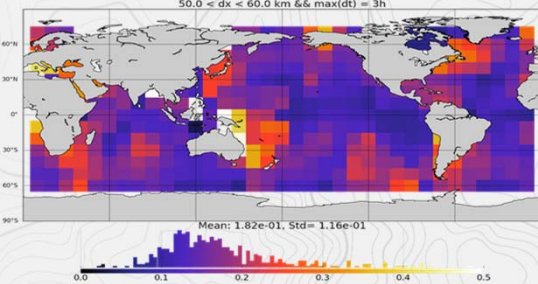 50.0 < dx < 60.0 km && max(dt) = 3h
60°N
30°N
0°
30°S
60°S
90°S
Mean: 1.82e-01, Std= 1.16e-01
0.0 0.1 0.2 0.3 0.4 0.5